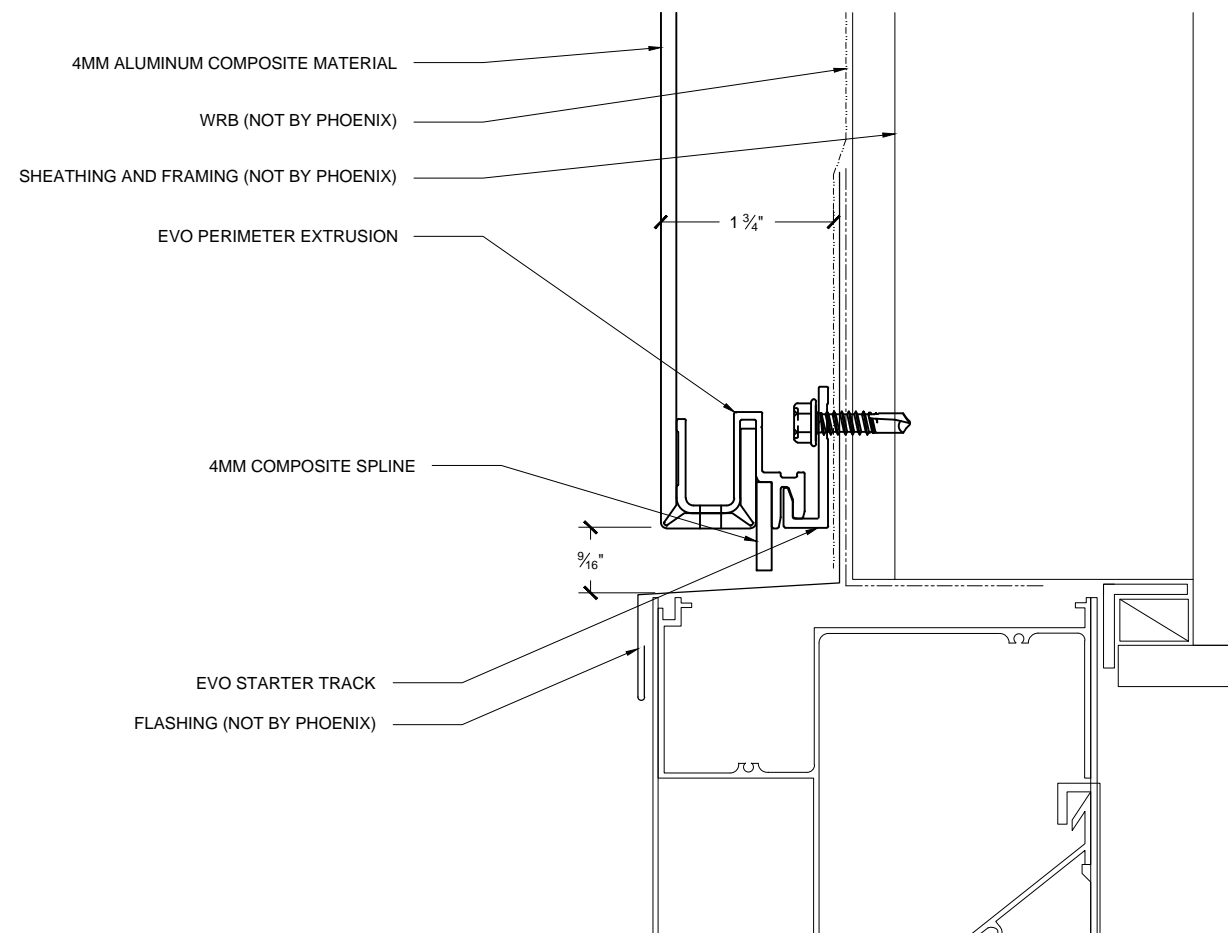 4MM ALUMINUM COMPOSITE MATERIAL
WRB (NOT BY PHOENIX)
SHEATHING AND FRAMING (NOT BY PHOENIX)
1 3⁄4"
EVO PERIMETER EXTRUSION
4MM COMPOSITE SPLINE
9⁄16"
EVO STARTER TRACK
FLASHING (NOT BY PHOENIX)